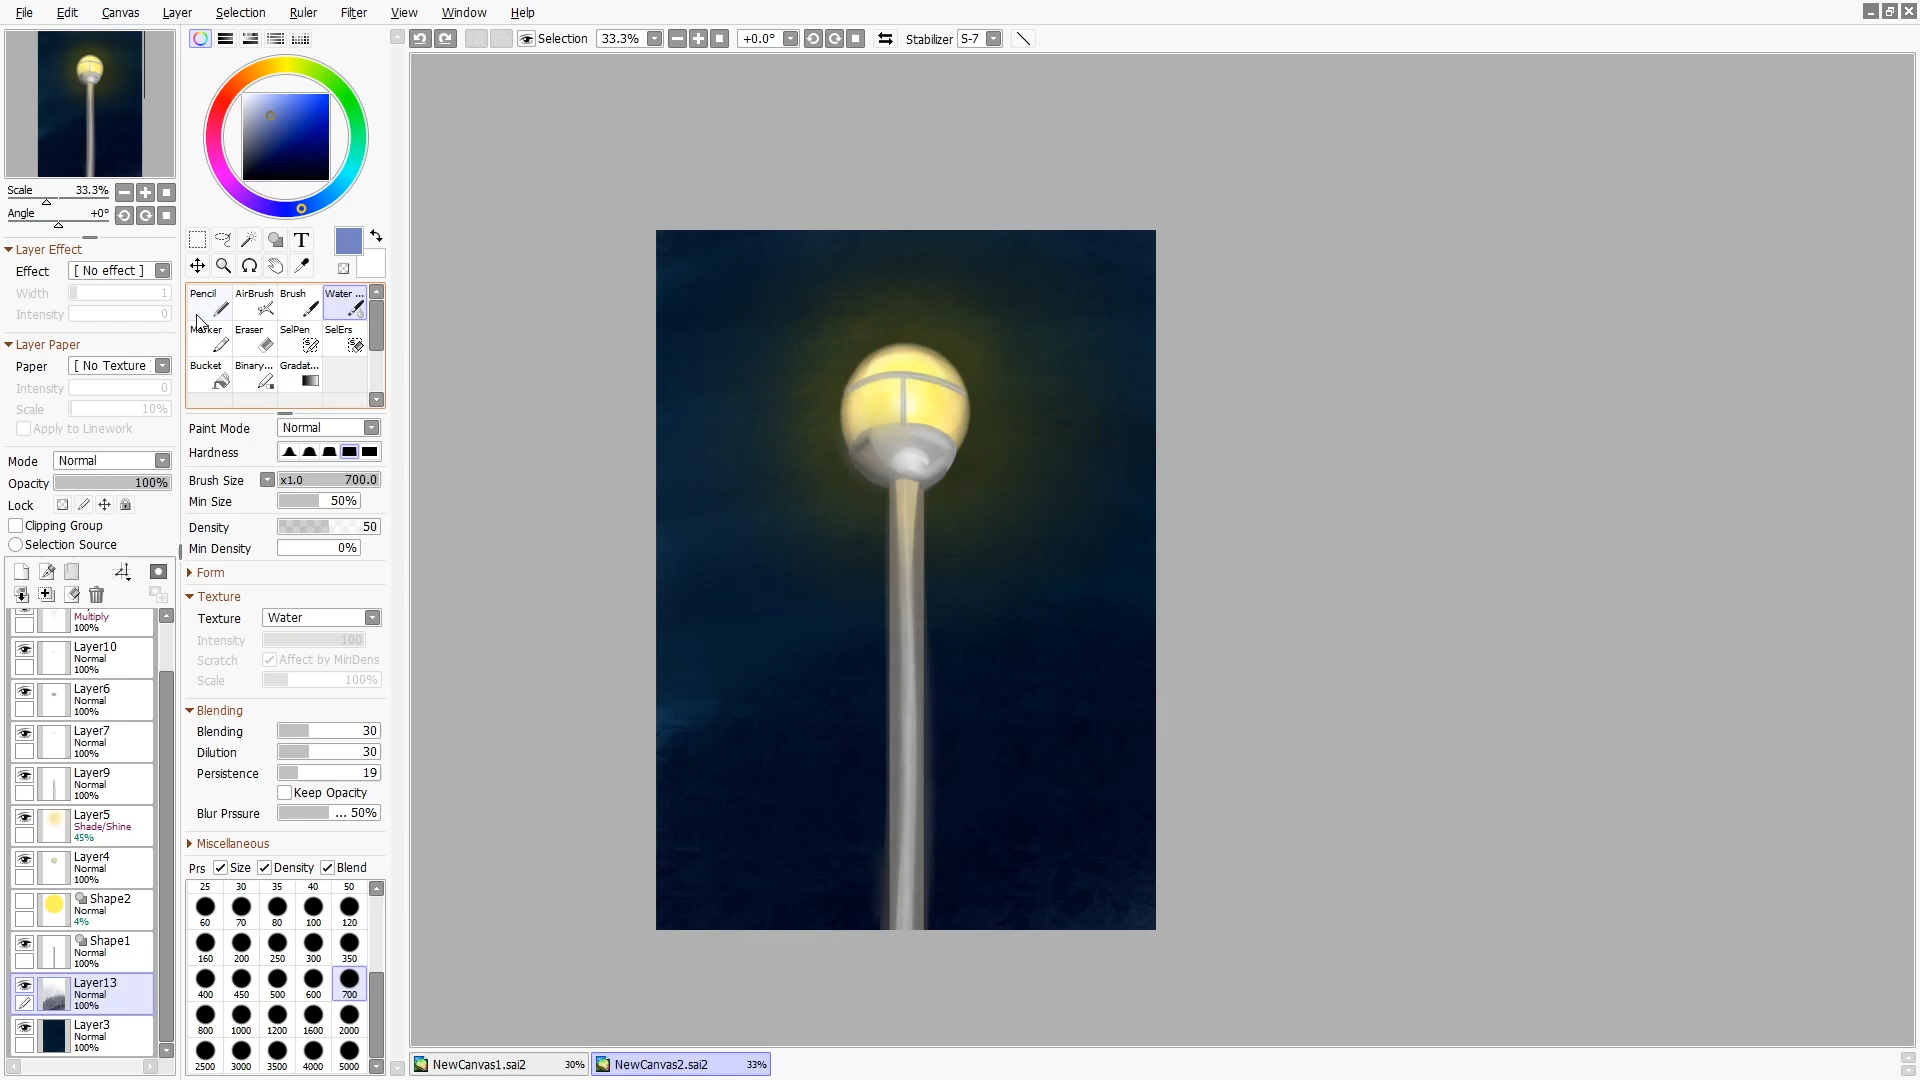 File Edit Canvas Layer Selection Ruler Filter View Window Help
Selection 33.3% +0.0° Stabilizer S-7
Scale 33.3%
Angle +0°
Layer Effect
Effect [ No effect ]
Width 1
Intensity 0
Layer Paper
Paper [ No Texture
Intensity 0
Scale 10%
Apply to Linework
Mode Normal
Opacity 100%
Lock
Clipping Group
Selection Source
Multiply
100%
Layer10
Normal
100%
Layer6
Normal
100%
Layer7
Normal
100%
Layer9
Normal
100%
Layer5
Shade/Shine
45%
Layer4
Normal
100%
Shape2
Normal
4%
Shape1
Normal
100%
Layer13
Normal
100%
Layer3
Normal
100%
T
Pencil AirBrush Brush Water ...
Marker Eraser SelPen SelErs
Bucket Binary... Gradat...
Paint Mode Normal
Hardness
Brush Size x1.0 700.0
Min Size 50%
Density 50
Min Density 0%
Form
Texture
Texture Water
Intensity 100
Scratch Affect by MinDens
Scale 100%
Blending
Blending 30
Dilution 30
Persistence 19
Keep Opacity
Blur Prssure ... 50%
Miscellaneous
Prs Size Density Blend
25 30 35 40 50
60 70 80 100 120
160 200 250 300 350
400 450 500 600 700
800 1000 1200 1600 2000
2500 3000 3500 4000 5000
NewCanvas1.sai2 30% NewCanvas2.sai2 33%